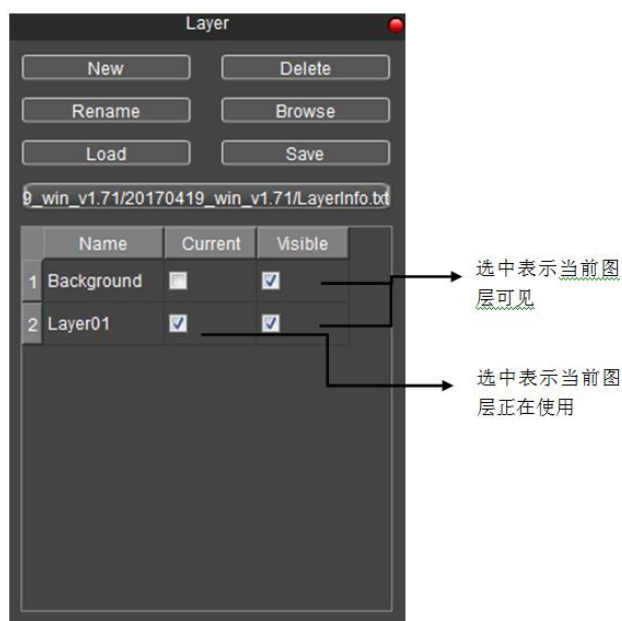 Layer
New Delete
Rename Browse
Load Save
9_win_v1.71/20170419_win_v1.71/LayerInfo.txt
Name Current Visible
1 Background
2 Layer01
选中表示当前图
层可见
选中表示当前图
层正在使用